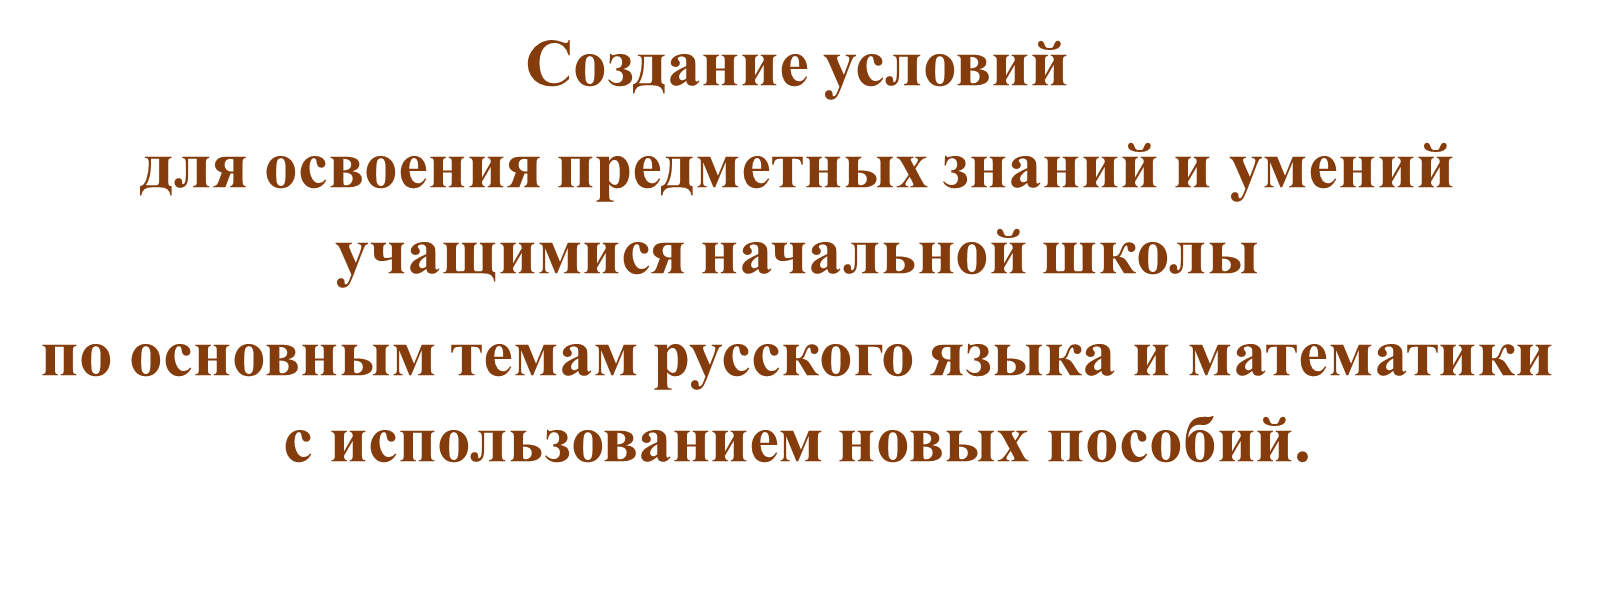 Создание условий
для освоения предметных знаний и умений
учащимися начальной школы
по основным темам русского языка и математики
с использованием новых пособий.